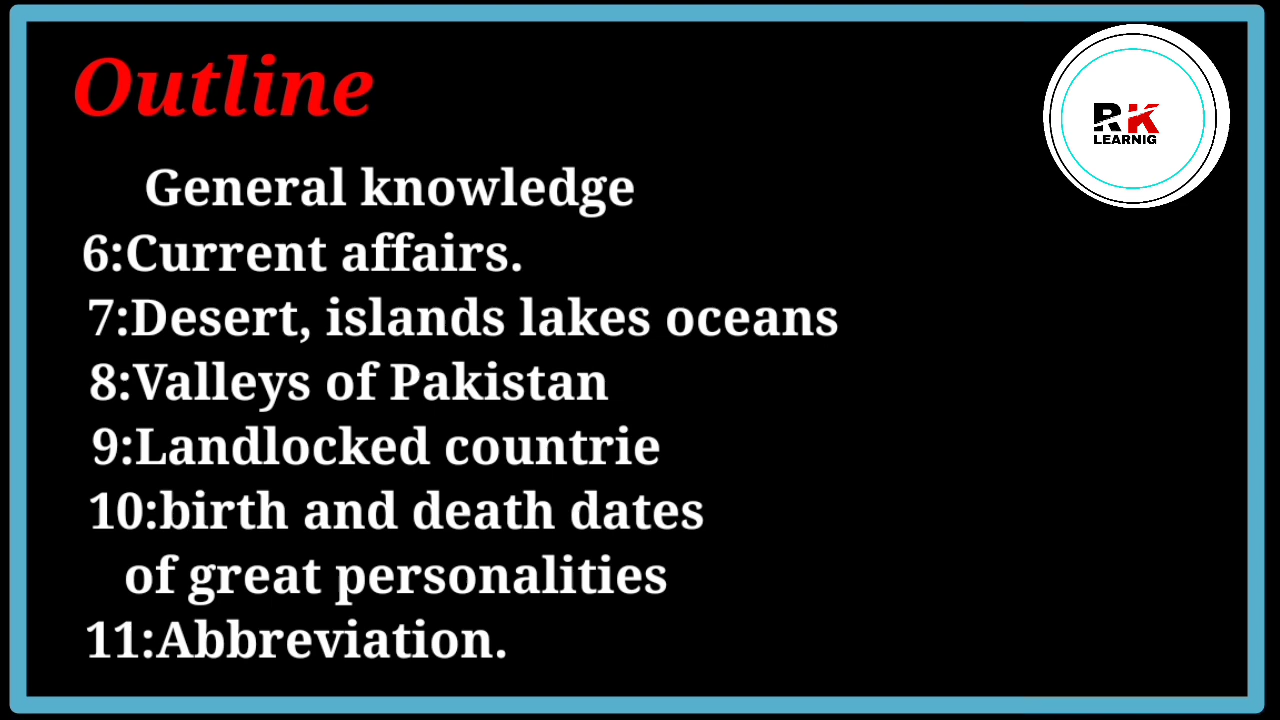 Outline
RK
LEARNIG
General knowledge
6:Current affairs.
7:Desert, islands lakes oceans
8:Valleys of Pakistan
9:Landlocked countrie
10:birth and death dates
of great personalities
11:Abbreviation.